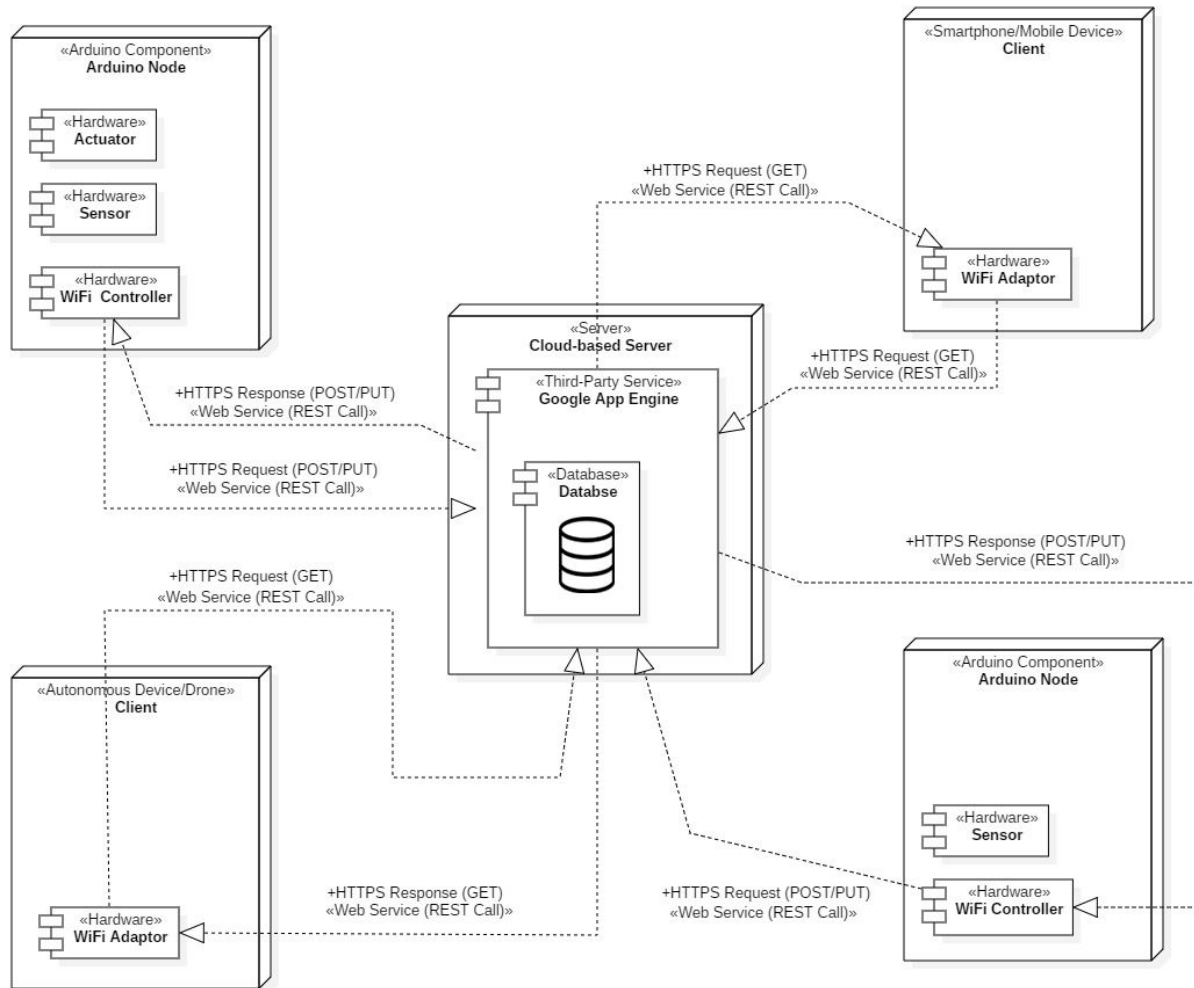 «Arduino Component»
Arduino Node
«Hardware»
Actuator
«Hardware»
Sensor
«Hardware»
WiFi Controller
«Smartphone/Mobile Device»
Client
«Hardware»
WiFi Adaptor
+HTTPS Request (GET)
«Web Service (REST Call)»
+HTTPS Request (GET)
«Web Service (REST Call)»
«Server»
Cloud-based Server
«Third-Party Service»
Google App Engine
«Database»
Databse
+HTTPS Response (POST/PUT)
«Web Service (REST Call)»
+HTTPS Request (POST/PUT)
«Web Service (REST Call)»
+HTTPS Response (POST/PUT)
«Web Service (REST Call)»
+HTTPS Request (GET)
«Web Service (REST Call)»
«Autonomous Device/Drone»
Client
«Hardware»
WiFi Adaptor
+HTTPS Response (GET)
«Web Service (REST Call)»
+HTTPS Request (POST/PUT)
«Web Service (REST Call)»
«Arduino Component»
Arduino Node
«Hardware»
Sensor
«Hardware»
WiFi Controller